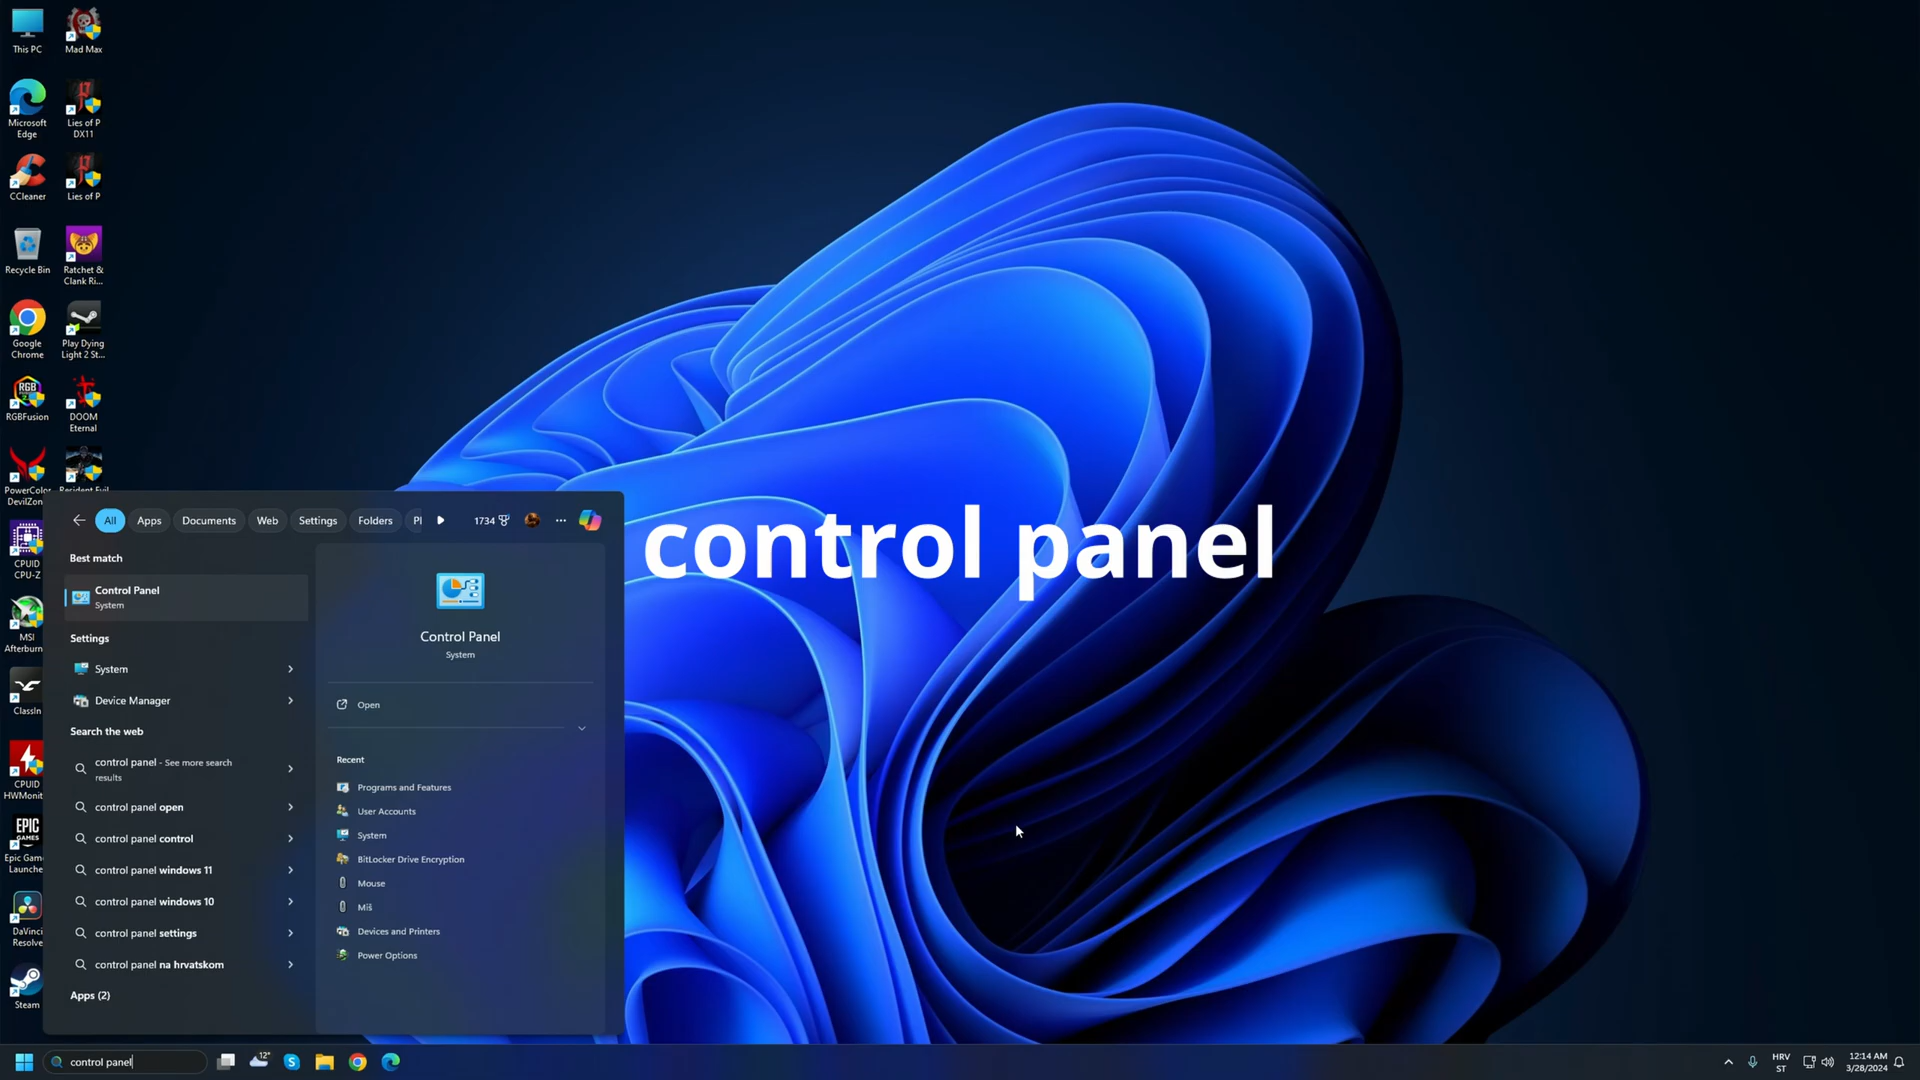 This PC
Mad Max
Microsoft
Edge
Lies of P
DX11
CCleaner
Lies of P
Recycle Bin
Ratchet &
Clank Ri...
Google
Chrome
Play Dying
Light 2 St...
RGB
RGBFusion
DOOM
Eternal
PowerColor
DevilZon
Resident Evil
CPUID
CPU-Z
MSI
Afterburn
ClassIn
CPUID
HWMonit
EPIC
GAMES
Epic Gam
Launche
DaVinci
Resolve
Steam
All
Apps
Documents
Web
Settings
Folders
1734
Best match
Control Panel
System
Settings
System
Device Manager
Search the web
control panel - See more search
results
control panel open
control panel control
control panel windows 11
control panel windows 10
control panel settings
control panel na hrvatskom
Apps (2)
Control Panel
System
Open
Recent
Programs and Features
User Accounts
System
BitLocker Drive Encryption
Mouse
Miš
Devices and Printers
Power Options
control panel
control panel
12°
HRV
ST
12:14 AM
3/28/2024